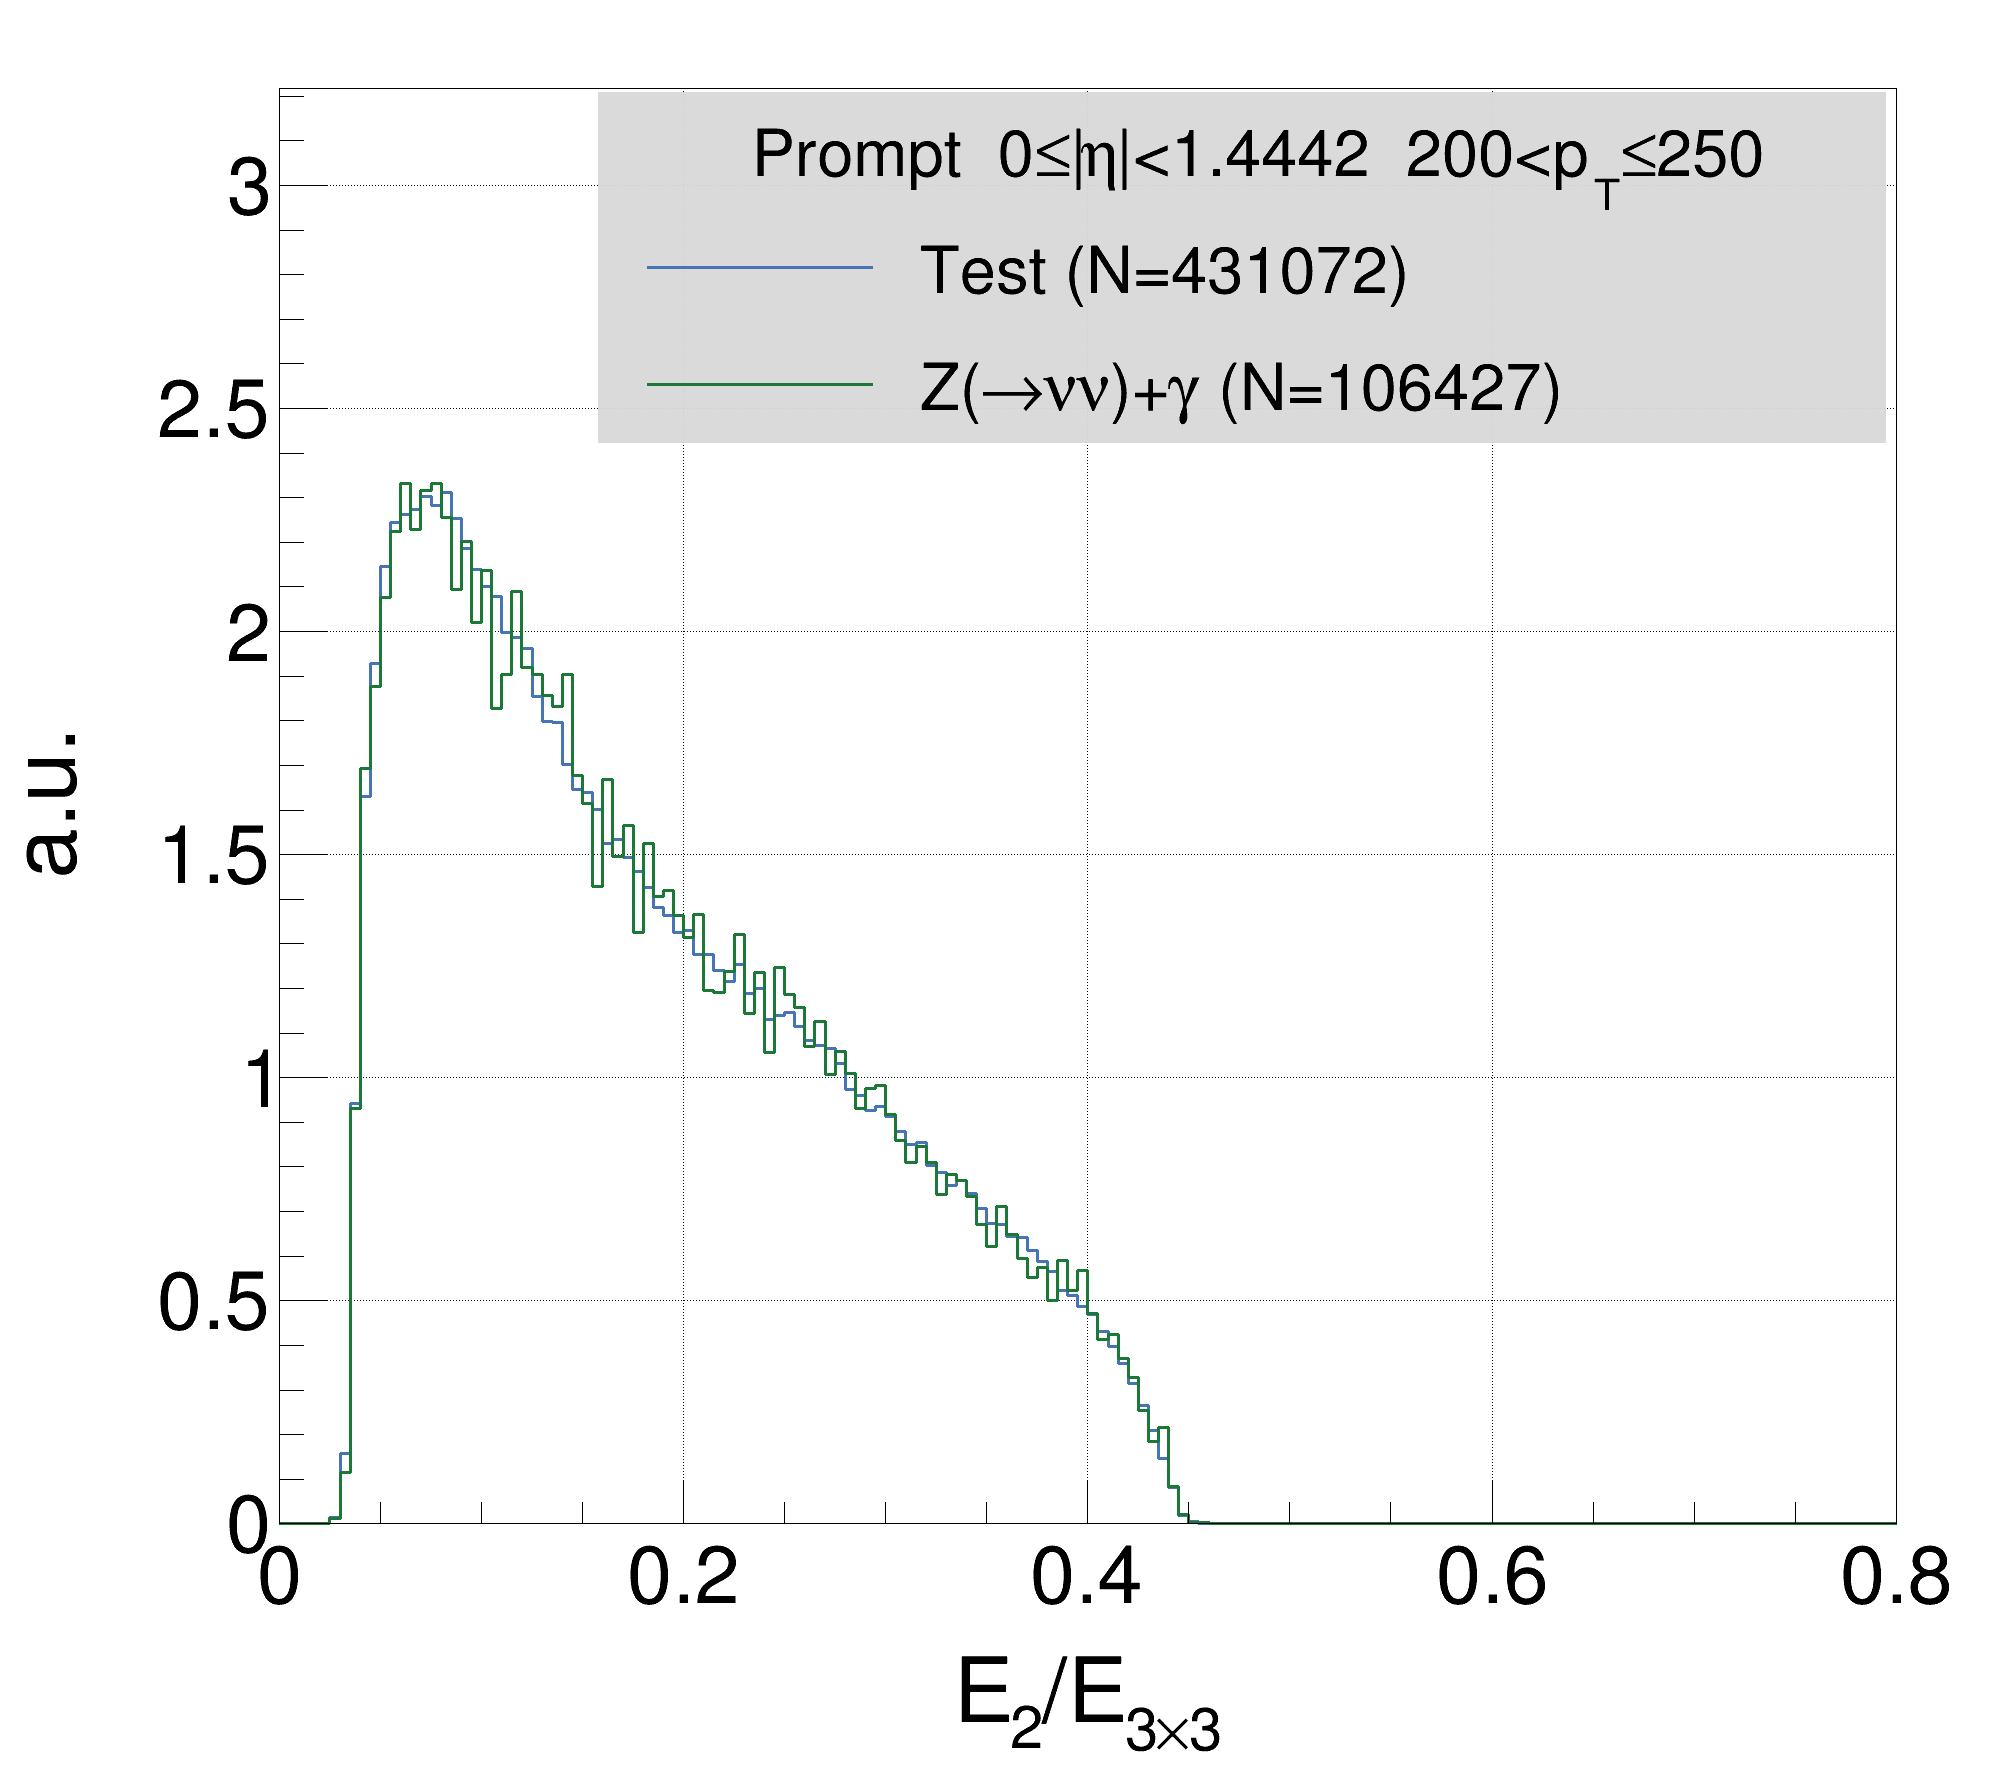 Prompt 0≤|η|<1.4442 200<p_T≤250
Test (N=431072)
Z(→νν)+γ (N=106427)
3
2.5
2
1.5
1
0.5
0
a.u.
0 0.2 0.4 0.6 0.8
E_2/E_3×3